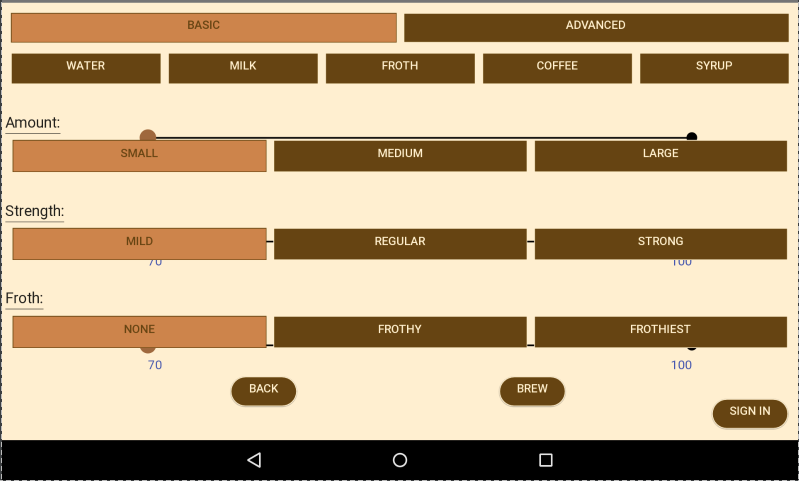 BASIC ADVANCED
WATER MILK FROTH COFFEE SYRUP
Amount:
SMALL MEDIUM LARGE
Strength:
MILD REGULAR STRONG
70 100
Froth:
NONE FROTHY FROTHIEST
70 100
BACK BREW
SIGN IN